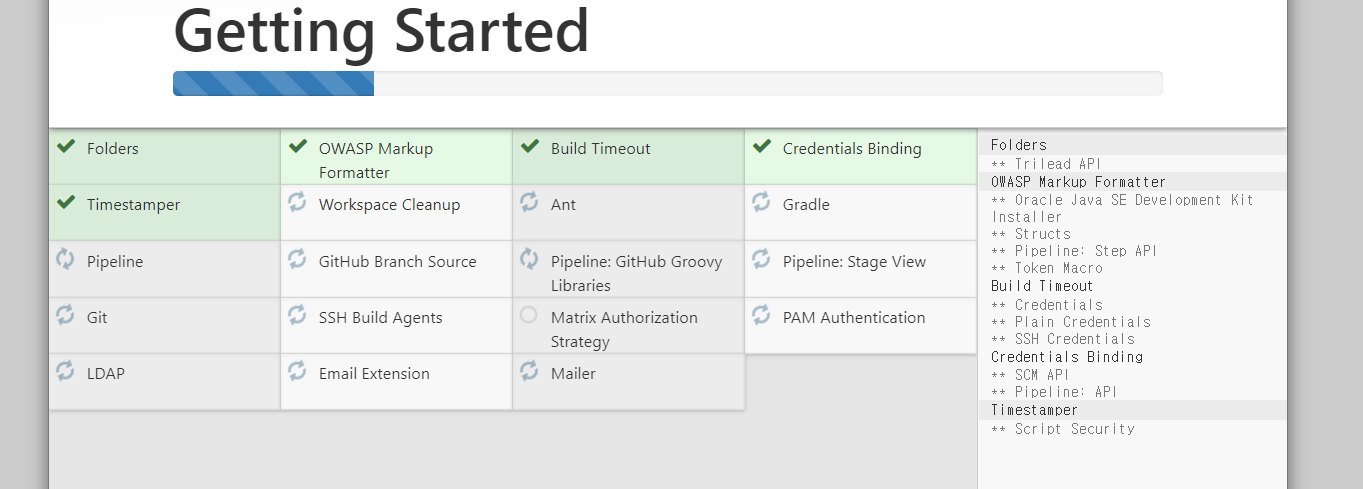 Getting Started
Folders
OWASP Markup
Formatter
Build Timeout
Credentials Binding
Timestamper
Workspace Cleanup
Ant
Gradle
Pipeline
GitHub Branch Source
Pipeline: GitHub Groovy
Libraries
Pipeline: Stage View
Git
SSH Build Agents
Matrix Authorization
Strategy
PAM Authentication
LDAP
Email Extension
Mailer
Folders
** Trilead API
OWASP Markup Formatter
** Oracle Java SE Development Kit
Installer
** Structs
** Pipeline: Step API
** Token Macro
Build Timeout
** Credentials
** Plain Credentials
** SSH Credentials
Credentials Binding
** SCM API
** Pipeline: API
Timestamper
** Script Security